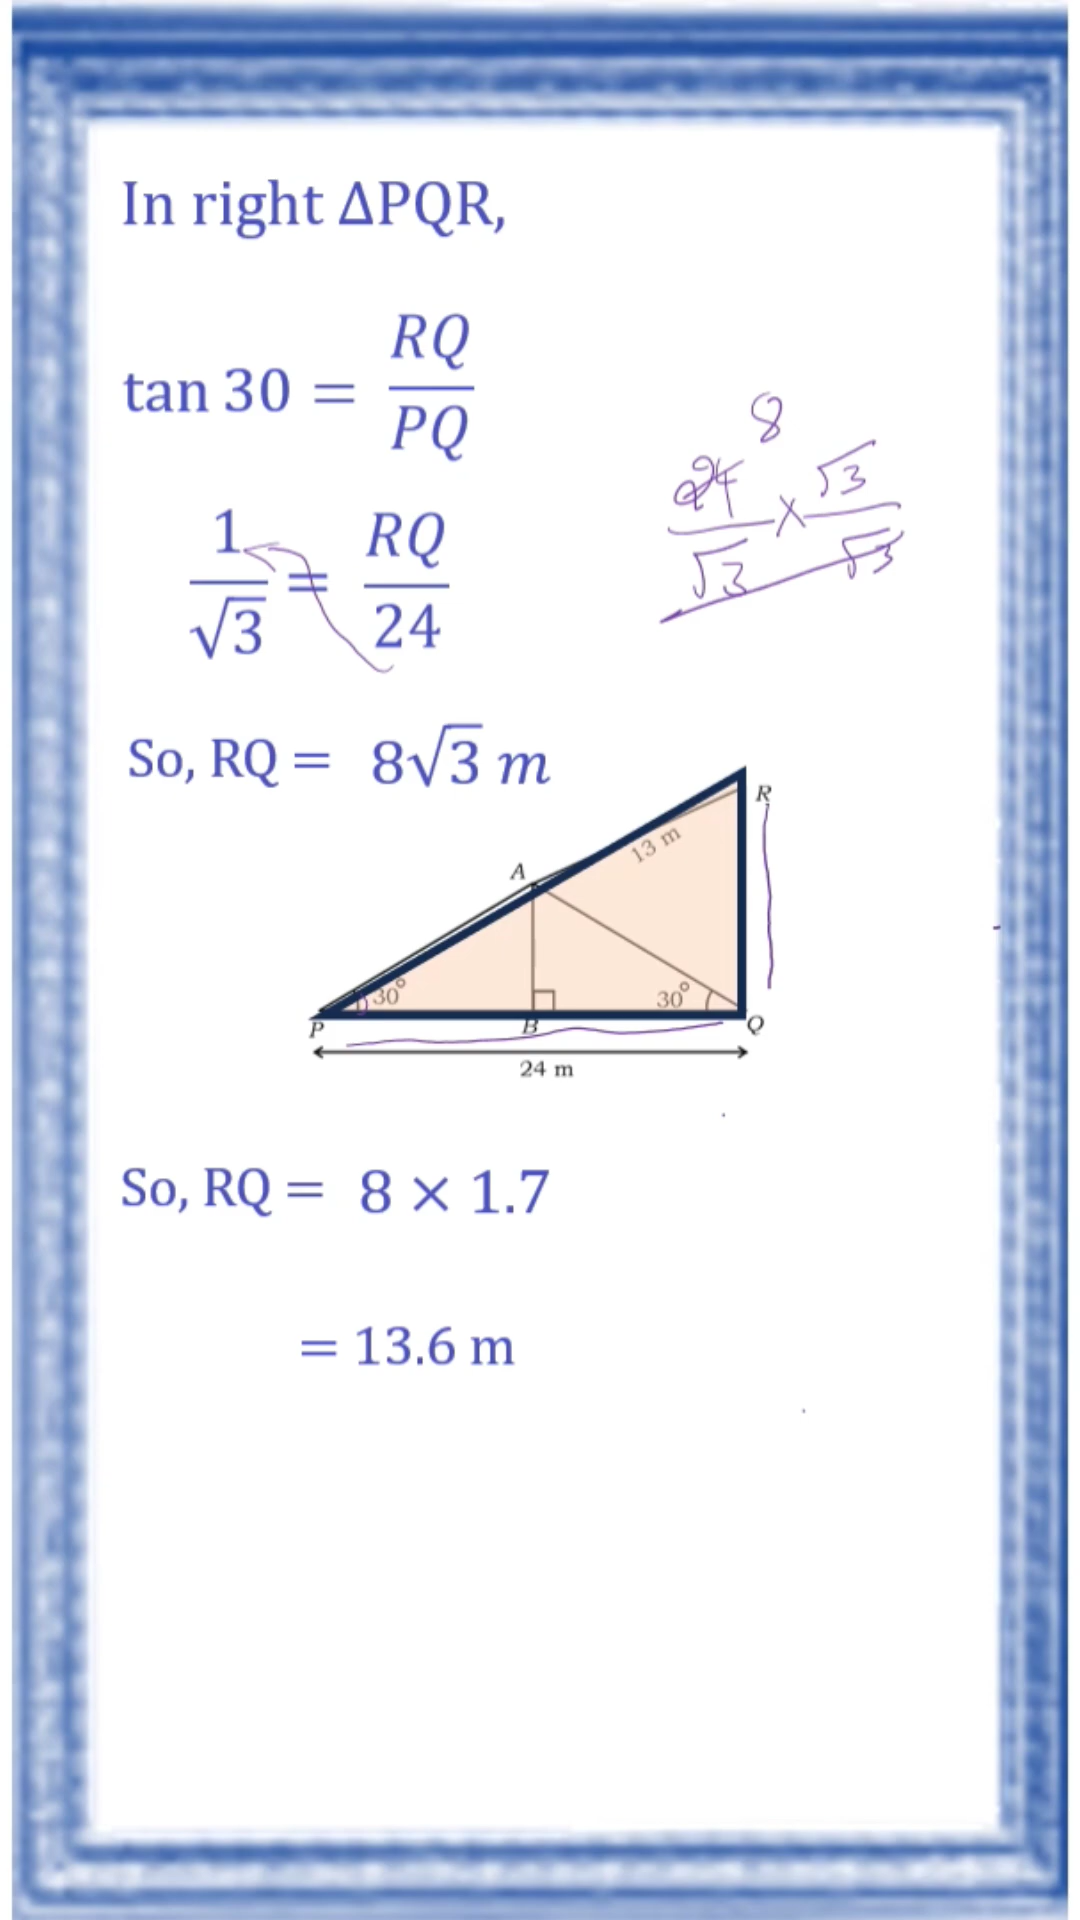 In right ΔPQR,
tan 30 = RQ/PQ
1/√3 = RQ/24
8
24/√3 × √3/√3
So, RQ = 8√3 m
R
13 m
A
30°
30°
P
B
Q
24 m
So, RQ = 8 × 1.7
= 13.6 m